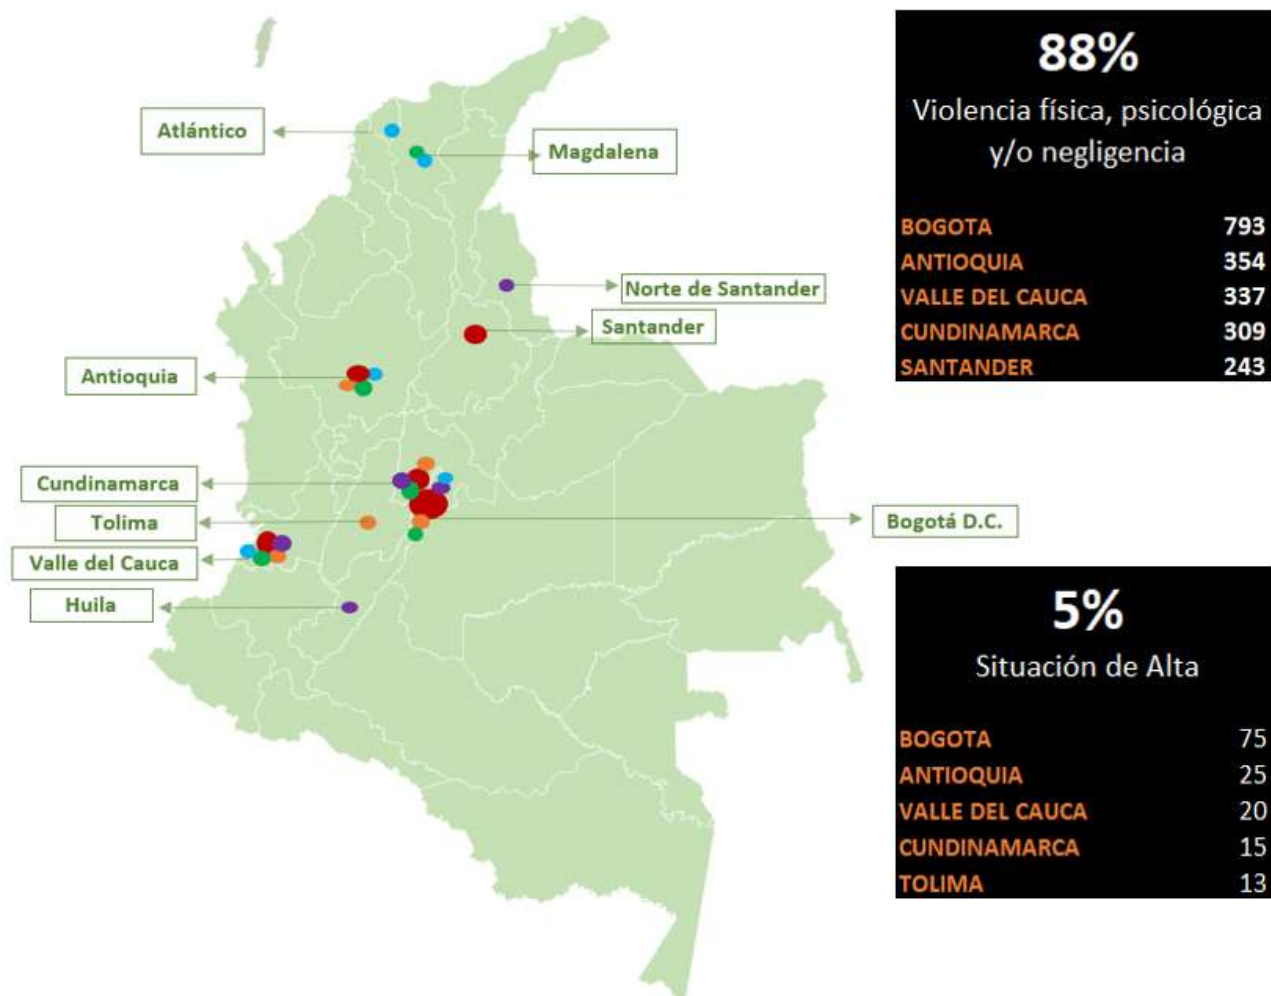 Atlántico
Magdalena
Norte de Santander
Santander
Antioquia
Cundinamarca
Tolima
Bogotá D.C.
Valle del Cauca
Huila
88%
Violencia física, psicológica
y/o negligencia
BOGOTA 793
ANTIOQUIA 354
VALLE DEL CAUCA 337
CUNDINAMARCA 309
SANTANDER 243
5%
Situación de Alta
BOGOTA 75
ANTIOQUIA 25
VALLE DEL CAUCA 20
CUNDINAMARCA 15
TOLIMA 13